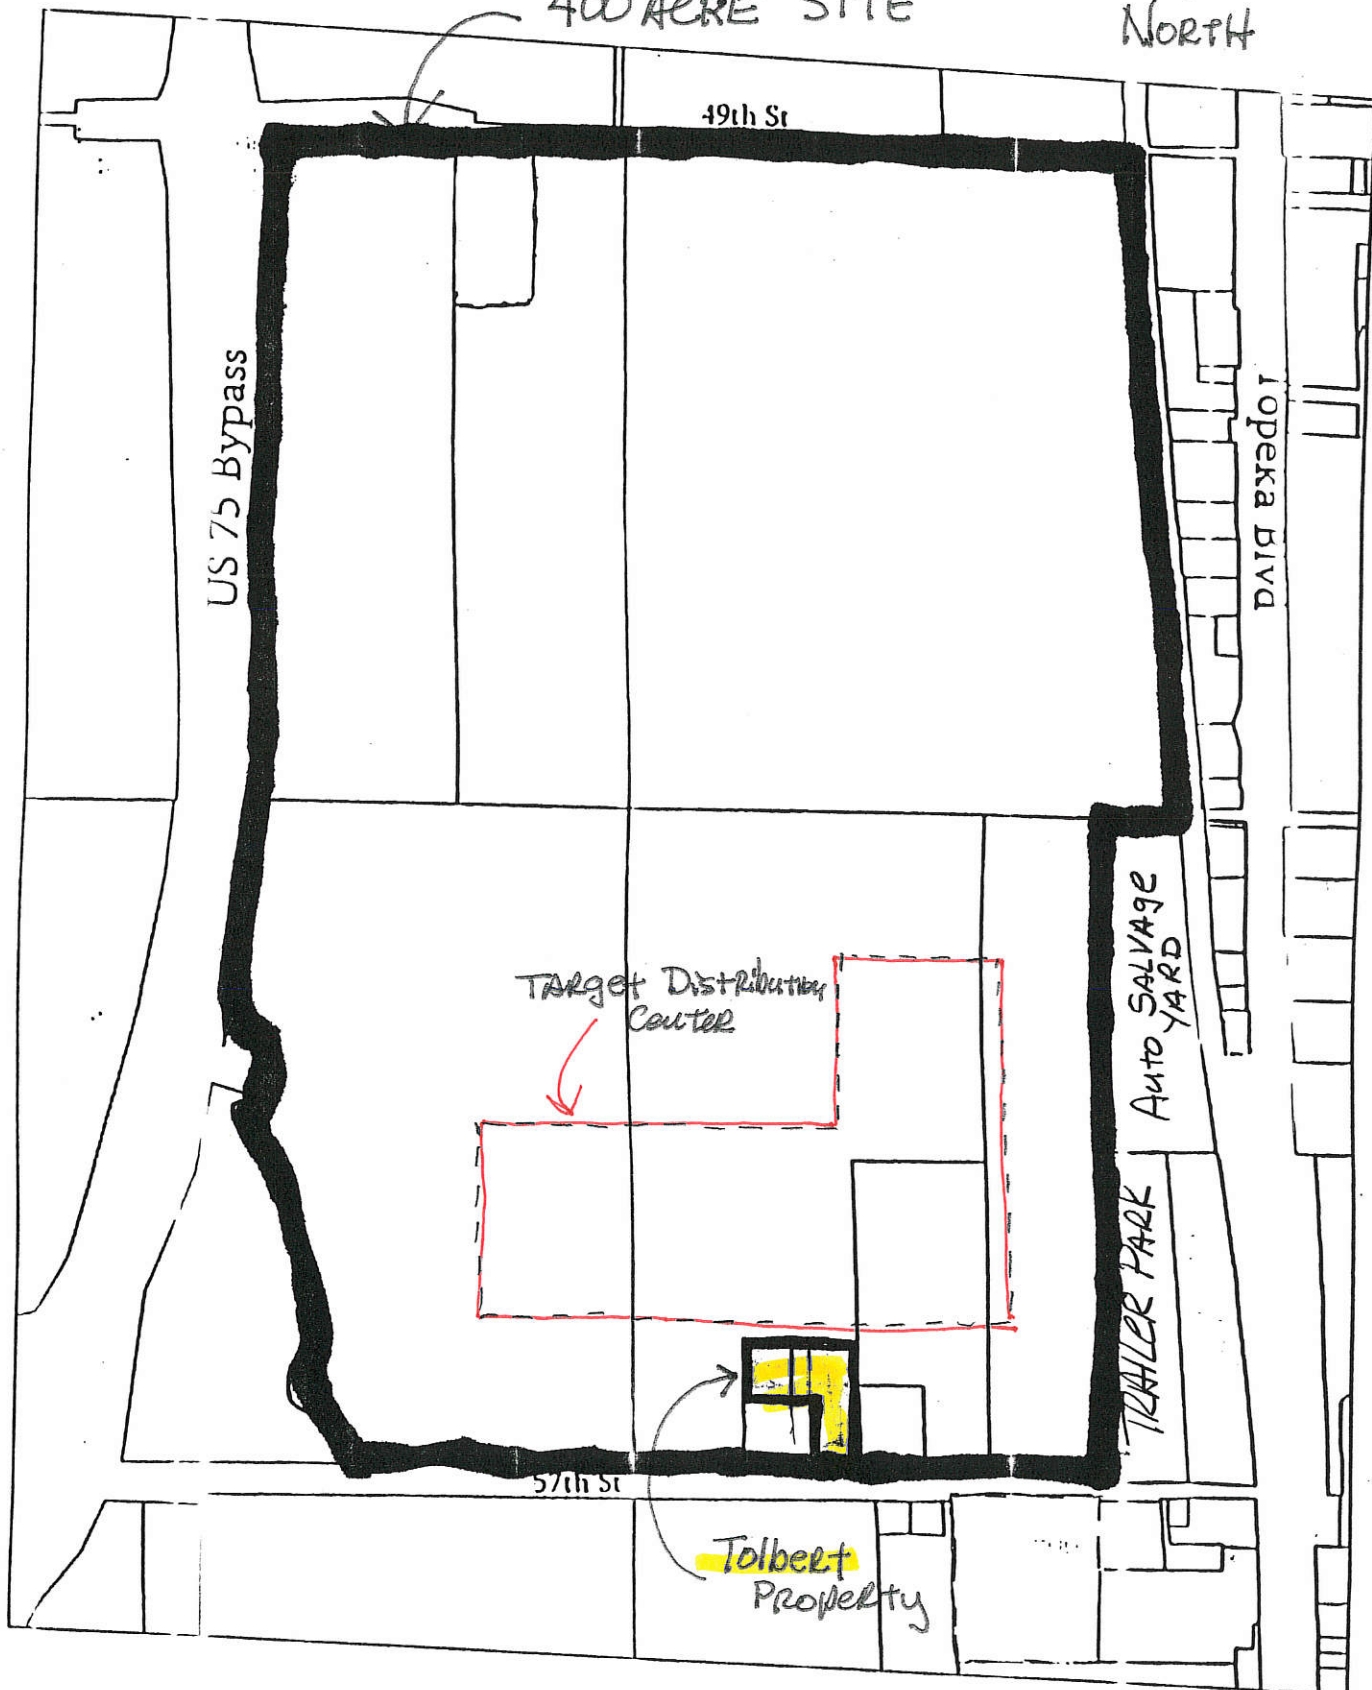 400 ACRE SITE
NORTH
49th St
US 75 Bypass
Topeka Blvd
TARget DistRibution
CenteR
Auto SALVAge
YARD
TRAILER PARK
57th St
Tolbert
PRopeRty